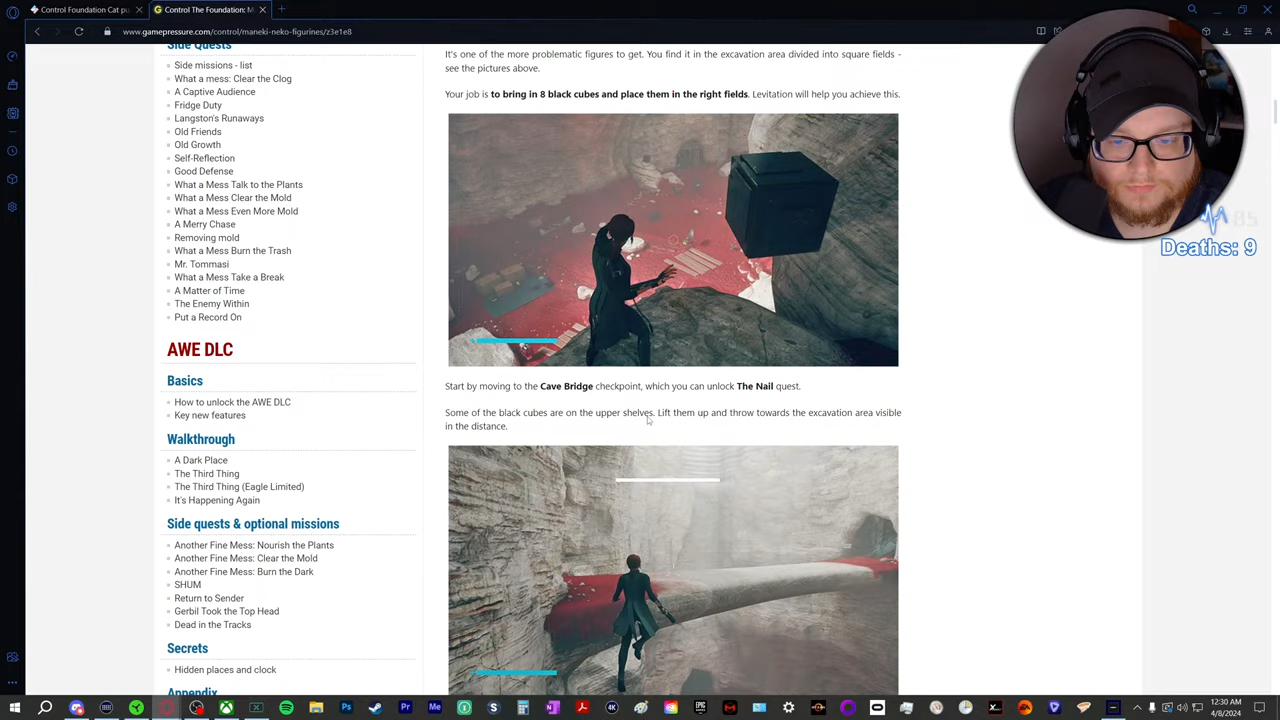 Control Foundation Cat pu
Control The Foundation: M
www.gamepressure.com/control/maneki-neko-figurines/z3e1e8
Side Quests
Side missions - list
What a mess: Clear the Clog
A Captive Audience
Fridge Duty
Langston's Runaways
Old Friends
Old Growth
Self-Reflection
Good Defense
What a Mess Talk to the Plants
What a Mess Clear the Mold
What a Mess Even More Mold
A Merry Chase
Removing mold
What a Mess Burn the Trash
Mr. Tommasi
What a Mess Take a Break
A Matter of Time
The Enemy Within
Put a Record On
AWE DLC
Basics
How to unlock the AWE DLC
Key new features
Walkthrough
A Dark Place
The Third Thing
The Third Thing (Eagle Limited)
It's Happening Again
Side quests & optional missions
Another Fine Mess: Nourish the Plants
Another Fine Mess: Clear the Mold
Another Fine Mess: Burn the Dark
SHUM
Return to Sender
Gerbil Took the Top Head
Dead in the Tracks
Secrets
Hidden places and clock
Appendix
It's one of the more problematic figures to get. You find it in the excavation area divided into square fields -
see the pictures above.
Your job is to bring in 8 black cubes and place them in the right fields. Levitation will help you achieve this.
Start by moving to the Cave Bridge checkpoint, which you can unlock The Nail quest.
Some of the black cubes are on the upper shelves. Lift them up and throw towards the excavation area visible
in the distance.
85
Deaths: 9
12:30 AM
4/8/2024